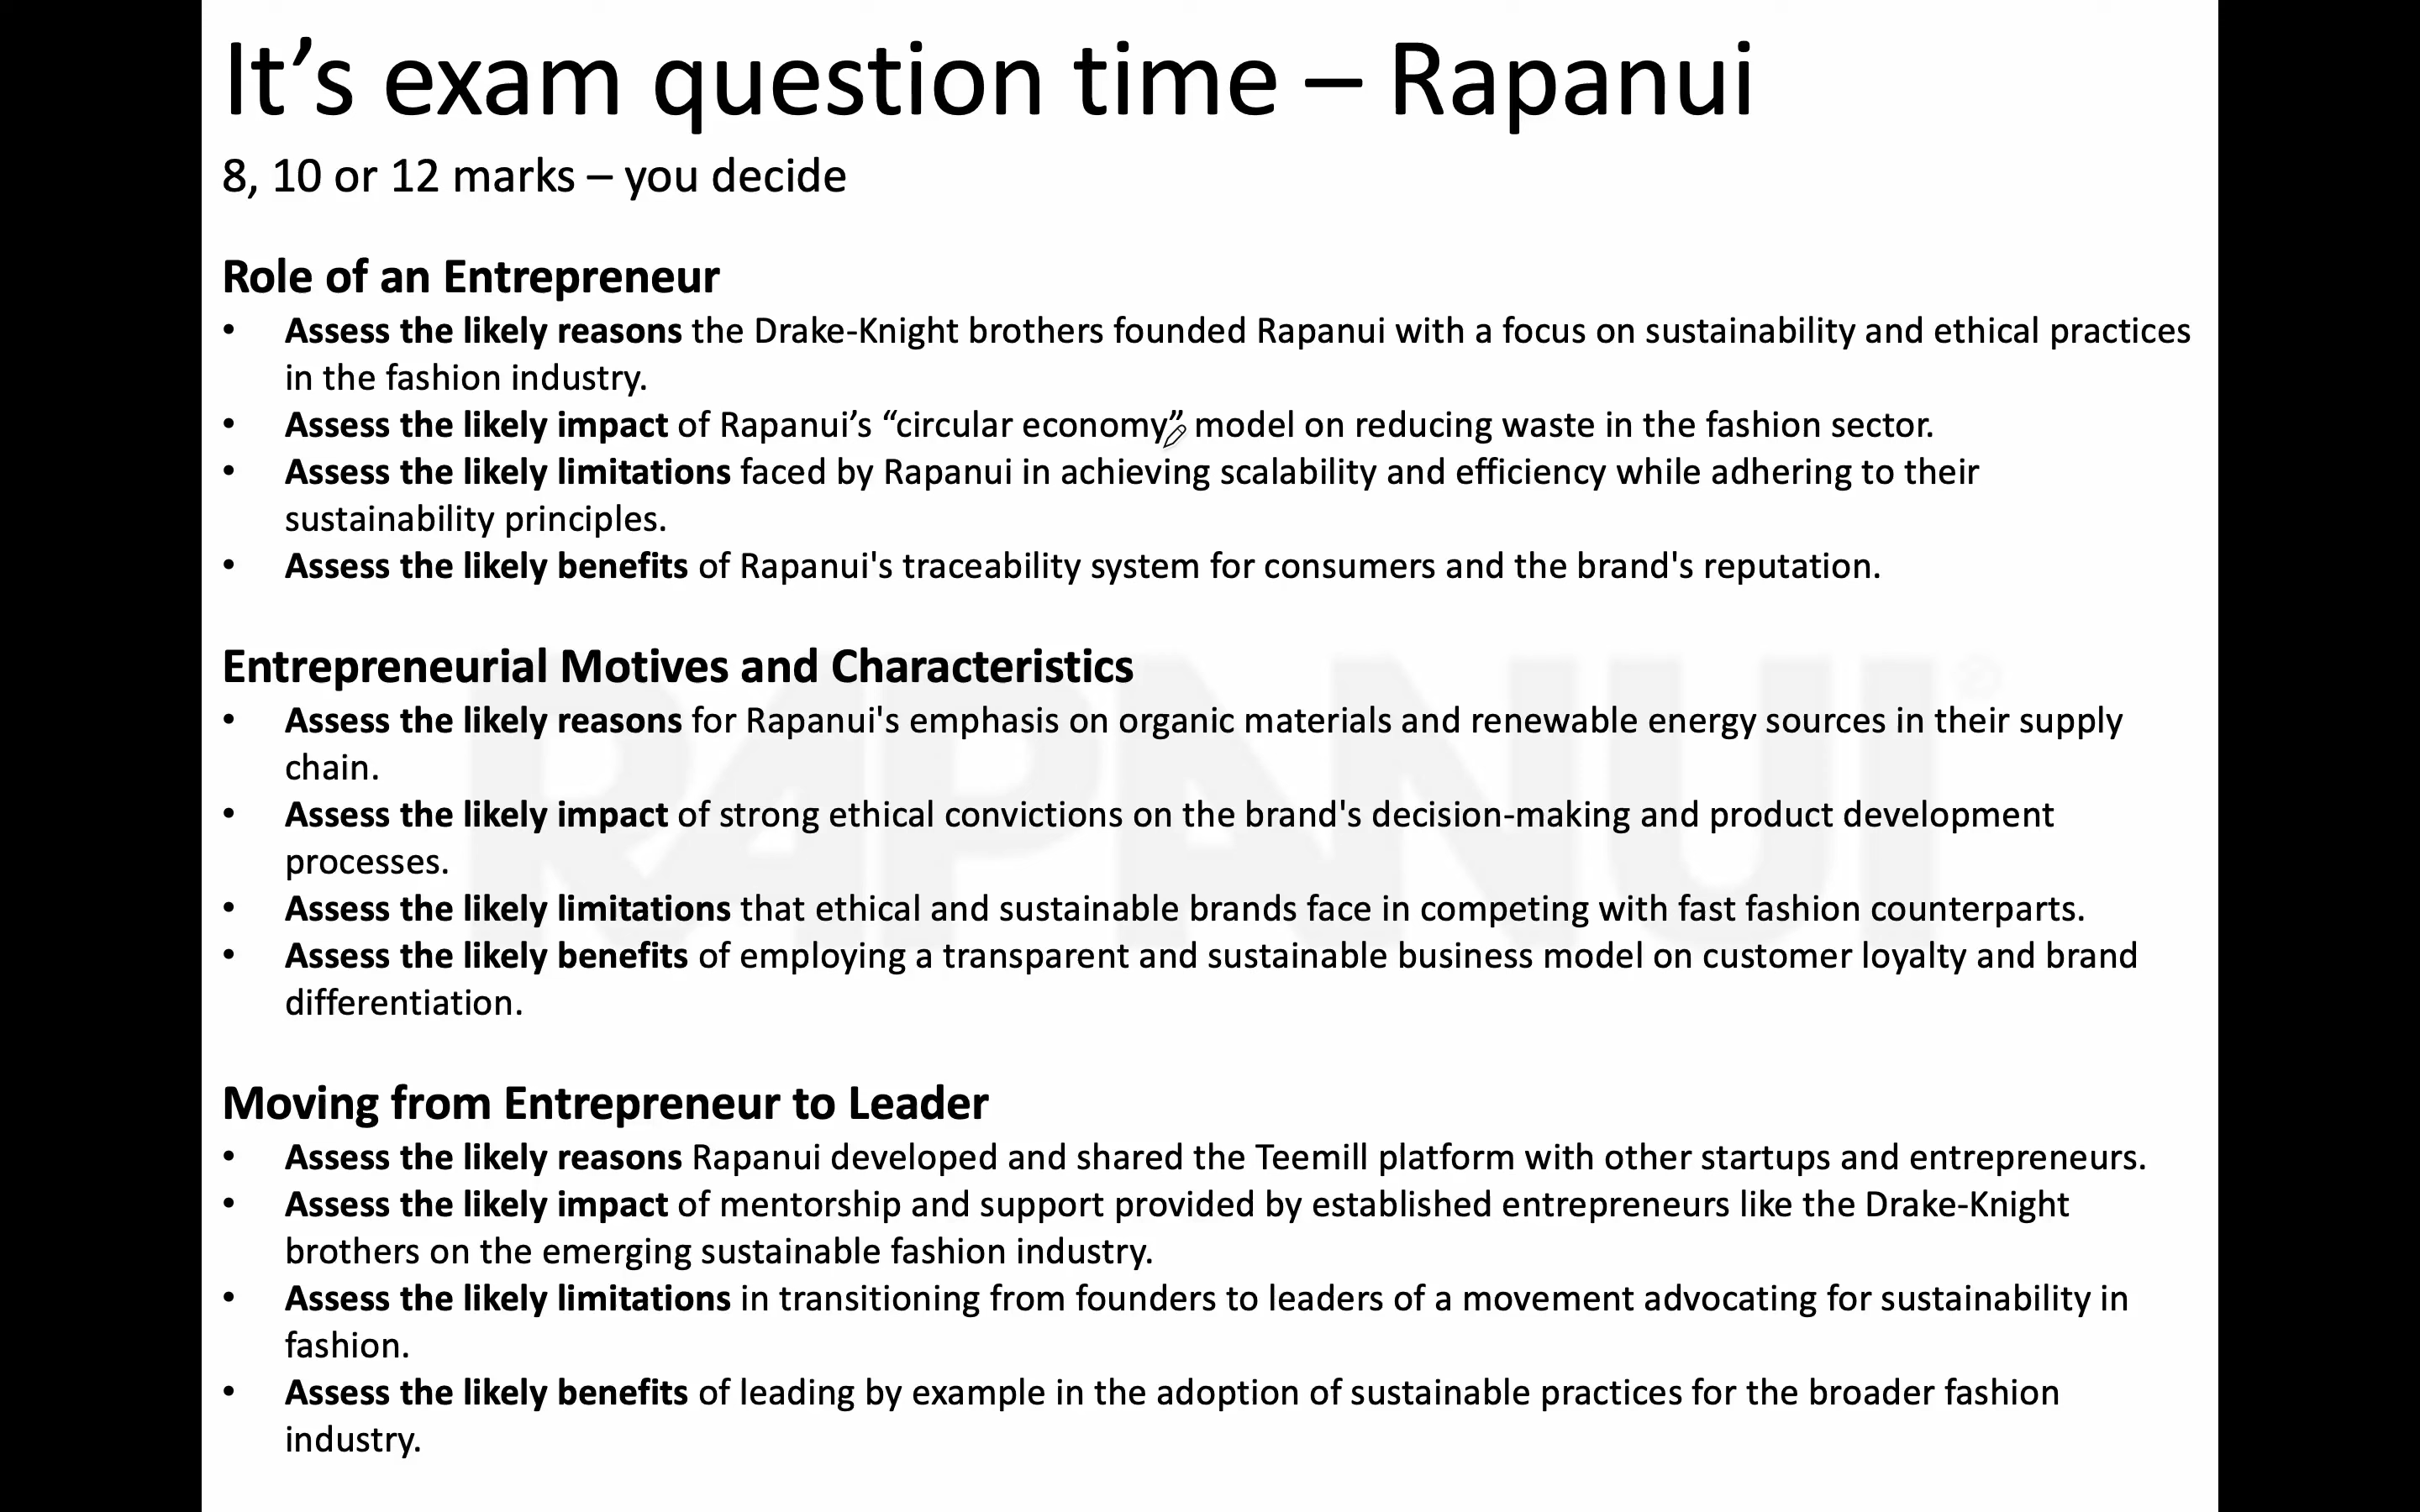 It’s exam question time – Rapanui
8, 10 or 12 marks – you decide
Role of an Entrepreneur
• Assess the likely reasons the Drake-Knight brothers founded Rapanui with a focus on sustainability and ethical practices
in the fashion industry.
• Assess the likely impact of Rapanui’s “circular economy” model on reducing waste in the fashion sector.
• Assess the likely limitations faced by Rapanui in achieving scalability and efficiency while adhering to their
sustainability principles.
• Assess the likely benefits of Rapanui's traceability system for consumers and the brand's reputation.
Entrepreneurial Motives and Characteristics
• Assess the likely reasons for Rapanui's emphasis on organic materials and renewable energy sources in their supply
chain.
• Assess the likely impact of strong ethical convictions on the brand's decision-making and product development
processes.
• Assess the likely limitations that ethical and sustainable brands face in competing with fast fashion counterparts.
• Assess the likely benefits of employing a transparent and sustainable business model on customer loyalty and brand
differentiation.
RAPANUI®
Moving from Entrepreneur to Leader
• Assess the likely reasons Rapanui developed and shared the Teemill platform with other startups and entrepreneurs.
• Assess the likely impact of mentorship and support provided by established entrepreneurs like the Drake-Knight
brothers on the emerging sustainable fashion industry.
• Assess the likely limitations in transitioning from founders to leaders of a movement advocating for sustainability in
fashion.
• Assess the likely benefits of leading by example in the adoption of sustainable practices for the broader fashion
industry.